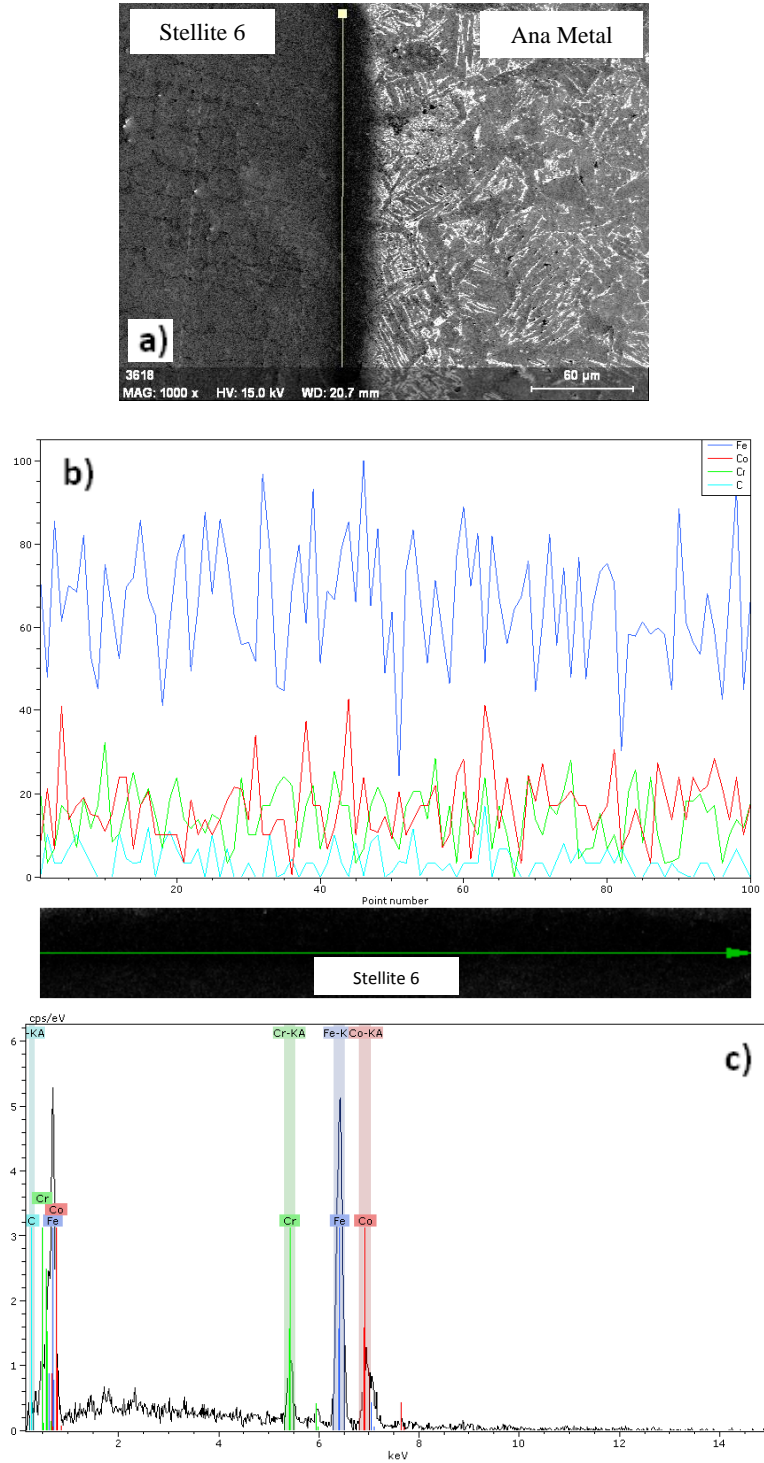 Stellite 6
Ana Metal
a)
3618
MAG: 1000 x HV: 15.0 kV WD: 20.7 mm
60 µm
b)
Fe
Co
Cr
C
100
80
60
40
20
0
20 40 60 80 100
Point number
Stellite 6
cps/eV
-KA Cr-KA Fe-K Co-KA
c)
6
5
4
Cr
Co
C Fe Cr Fe Co
3
2
1
0
2 4 6 8 10 12 14
keV